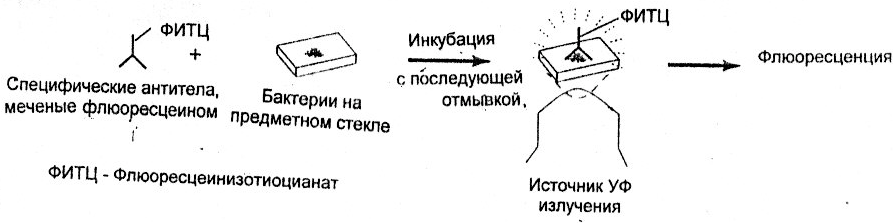 ФИТЦ
+
Специфические антитела,
меченые флюоресцеином
Бактерии на
предметном стекле
Инкубация
с последующей
отмывкой,
ФИТЦ
Флюоресценция
Источник УФ
излучения
ФИТЦ - Флюоресцеинизотиоцианат